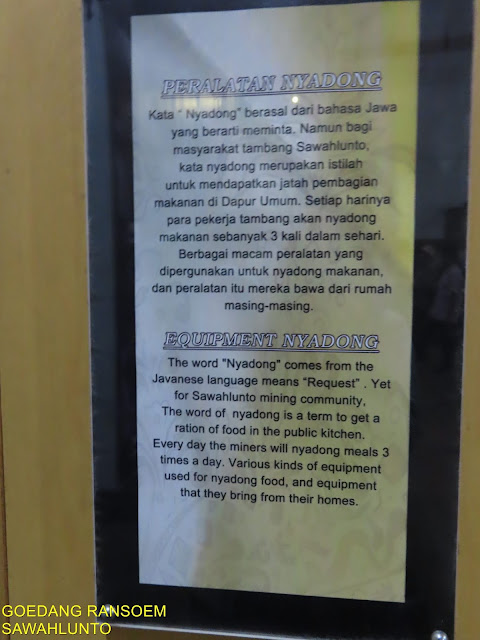 PERALATAN NYADONG
Kata " Nyadong" berasal dari bahasa Jawa
yang berarti meminta. Namun bagi
masyarakat tambang Sawahlunto,
kata nyadong merupakan istilah
untuk mendapatkan jatah pembagian
makanan di Dapur Umum. Setiap harinya
para pekerja tambang akan nyadong
makanan sebanyak 3 kali dalam sehari.
Berbagai macam peralatan yang
dipergunakan untuk nyadong makanan,
dan peralatan itu mereka bawa dari rumah
masing-masing.
EQUIPMENT NYADONG
The word "Nyadong" comes from the
Javanese language means "Request" . Yet
for Sawahlunto mining community,
The word of nyadong is a term to get a
ration of food in the public kitchen.
Every day the miners will nyadong meals 3
times a day. Various kinds of equipment
used for nyadong food, and equipment
that they bring from their homes.
GOEDANG RANSOEM
SAWAHLUNTO